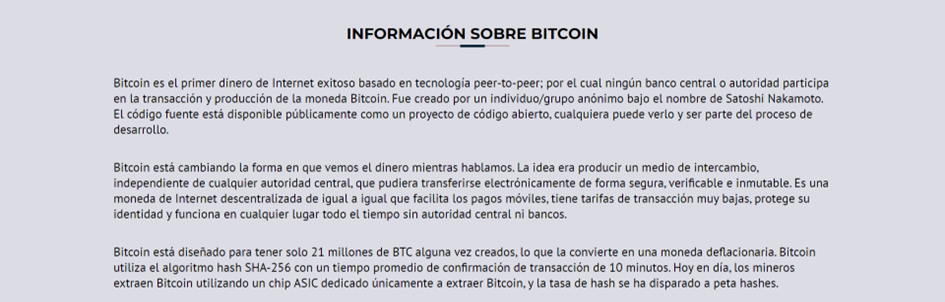 INFORMACIÓN SOBRE BITCOIN
Bitcoin es el primer dinero de Internet exitoso basado en tecnología peer-to-peer; por el cual ningún banco central o autoridad participa
en la transacción y producción de la moneda Bitcoin. Fue creado por un individuo/grupo anónimo bajo el nombre de Satoshi Nakamoto.
El código fuente está disponible públicamente como un proyecto de código abierto, cualquiera puede verlo y ser parte del proceso de
desarrollo.
Bitcoin está cambiando la forma en que vemos el dinero mientras hablamos. La idea era producir un medio de intercambio,
independiente de cualquier autoridad central, que pudiera transferirse electrónicamente de forma segura, verificable e inmutable. Es una
moneda de Internet descentralizada de igual a igual que facilita los pagos móviles, tiene tarifas de transacción muy bajas, protege su
identidad y funciona en cualquier lugar todo el tiempo sin autoridad central ni bancos.
Bitcoin está diseñado para tener solo 21 millones de BTC alguna vez creados, lo que la convierte en una moneda deflacionaria. Bitcoin
utiliza el algoritmo hash SHA-256 con un tiempo promedio de confirmación de transacción de 10 minutos. Hoy en día, los mineros
extraen Bitcoin utilizando un chip ASIC dedicado únicamente a extraer Bitcoin, y la tasa de hash se ha disparado a peta hashes.